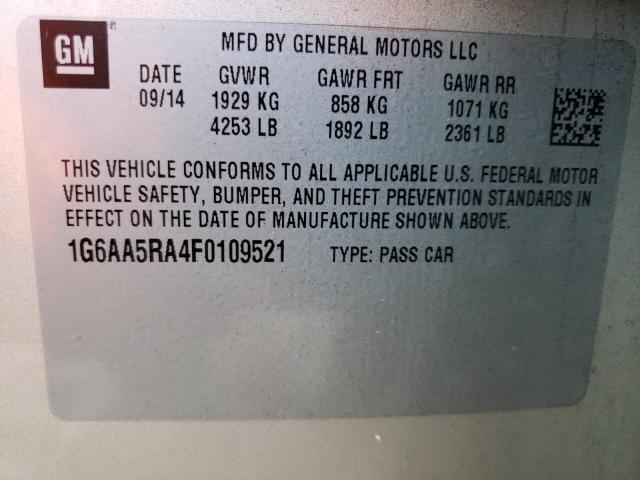 GM
MFD BY GENERAL MOTORS LLC
DATE GVWR GAWR FRT GAWR RR
09/14 1929 KG 858 KG 1071 KG
4253 LB 1892 LB 2361 LB
THIS VEHICLE CONFORMS TO ALL APPLICABLE U.S. FEDERAL MOTOR
VEHICLE SAFETY, BUMPER, AND THEFT PREVENTION STANDARDS IN
EFFECT ON THE DATE OF MANUFACTURE SHOWN ABOVE.
1G6AA5RA4F0109521 TYPE: PASS CAR